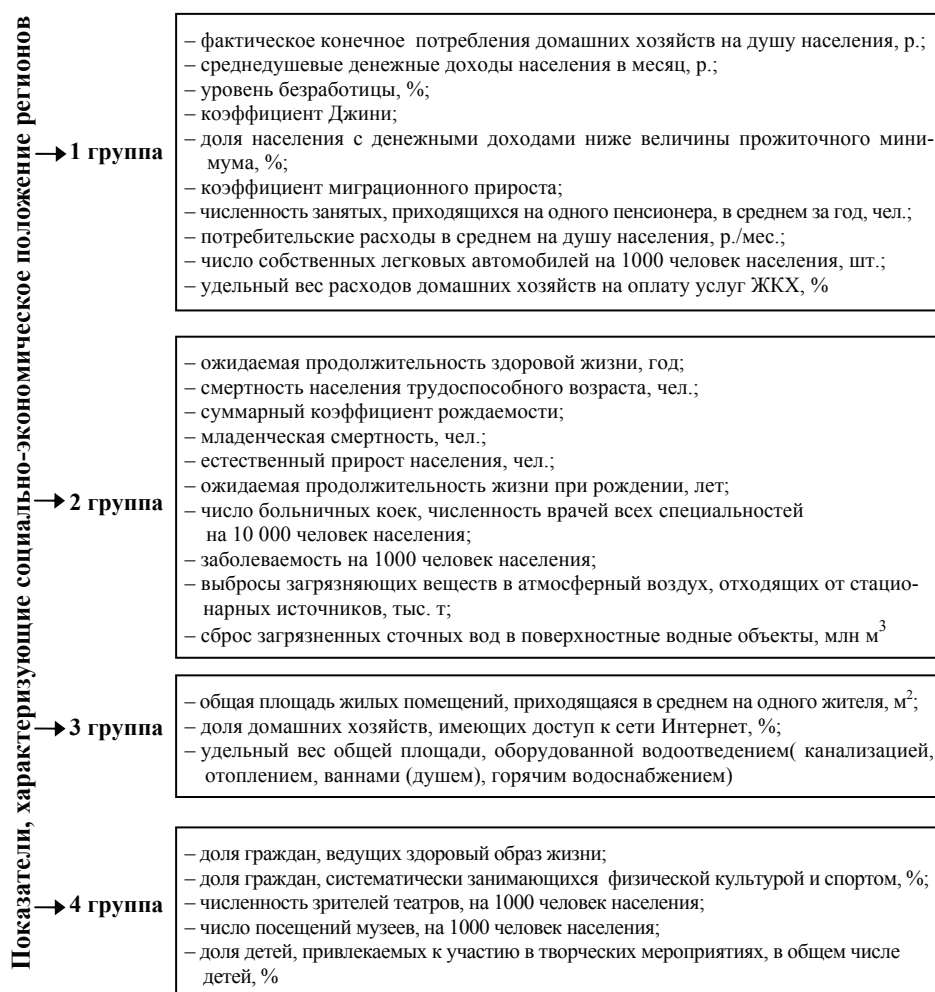 Показатели, характеризующие социально-экономическое положение регионов
1 группа
– фактическое конечное потребления домашних хозяйств на душу населения, р.;
– среднедушевые денежные доходы населения в месяц, р.;
– уровень безработицы, %;
– коэффициент Джини;
– доля населения с денежными доходами ниже величины прожиточного мини-
мума, %;
– коэффициент миграционного прироста;
– численность занятых, приходящихся на одного пенсионера, в среднем за год, чел.;
– потребительские расходы в среднем на душу населения, р./мес.;
– число собственных легковых автомобилей на 1000 человек населения, шт.;
– удельный вес расходов домашних хозяйств на оплату услуг ЖКХ, %
2 группа
– ожидаемая продолжительность здоровой жизни, год;
– смертность населения трудоспособного возраста, чел.;
– суммарный коэффициент рождаемости;
– младенческая смертность, чел.;
– естественный прирост населения, чел.;
– ожидаемая продолжительность жизни при рождении, лет;
– число больничных коек, численность врачей всех специальностей
на 10 000 человек населения;
– заболеваемость на 1000 человек населения;
– выбросы загрязняющих веществ в атмосферный воздух, отходящих от стацио-
нарных источников, тыс. т;
– сброс загрязненных сточных вод в поверхностные водные объекты, млн м³
3 группа
– общая площадь жилых помещений, приходящаяся в среднем на одного жителя, м²;
– доля домашних хозяйств, имеющих доступ к сети Интернет, %;
– удельный вес общей площади, оборудованной водоотведением( канализацией,
отоплением, ваннами (душем), горячим водоснабжением)
4 группа
– доля граждан, ведущих здоровый образ жизни;
– доля граждан, систематически занимающихся физической культурой и спортом, %;
– численность зрителей театров, на 1000 человек населения;
– число посещений музеев, на 1000 человек населения;
– доля детей, привлекаемых к участию в творческих мероприятиях, в общем числе
детей, %